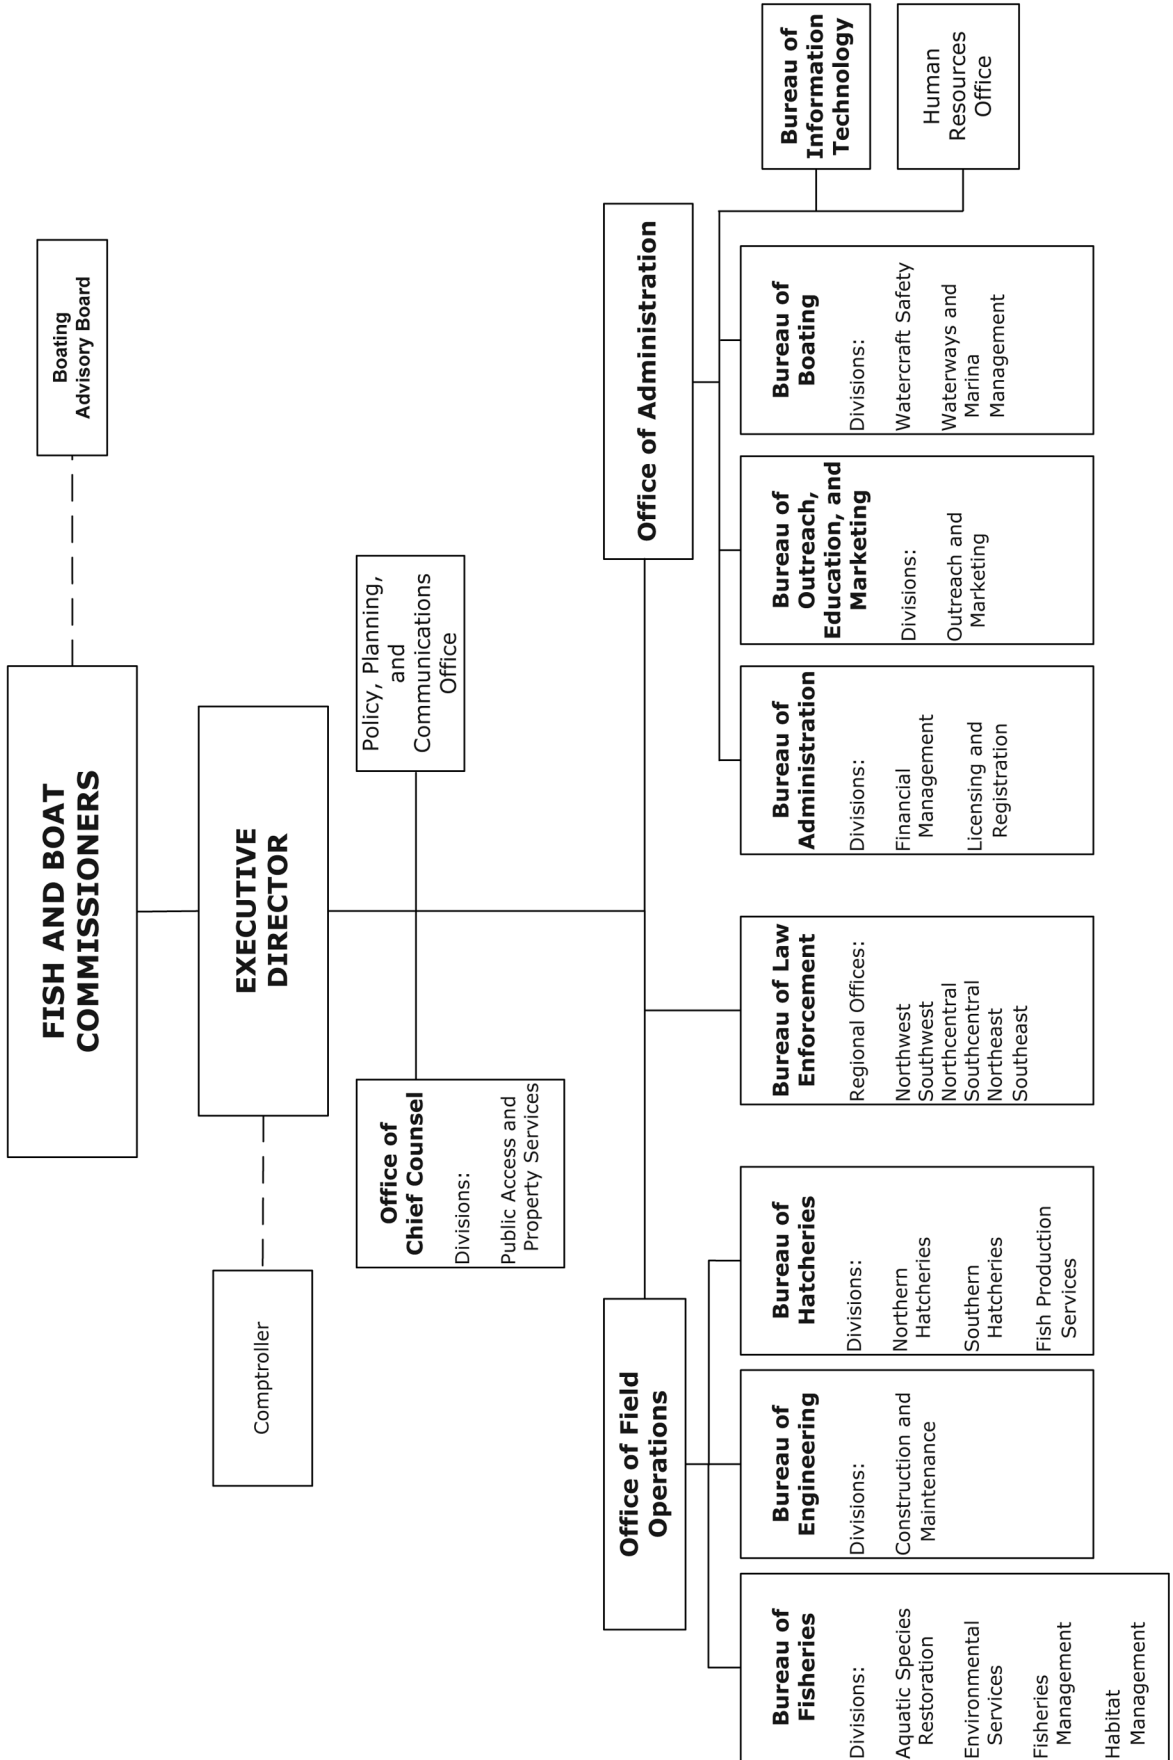 FISH AND BOAT
COMMISSIONERS
Boating
Advisory Board
EXECUTIVE
DIRECTOR
Comptroller
Office of
Chief Counsel
Divisions:
Public Access and
Property Services
Policy, Planning,
and
Communications
Office
Office of Field
Operations
Office of Administration
Bureau of
Fisheries
Divisions:
Aquatic Species
Restoration
Environmental
Services
Fisheries
Management
Habitat
Management
Bureau of
Engineering
Divisions:
Construction and
Maintenance
Bureau of
Hatcheries
Divisions:
Northern
Hatcheries
Southern
Hatcheries
Fish Production
Services
Bureau of Law
Enforcement
Regional Offices:
Northwest
Southwest
Northcentral
Southcentral
Northeast
Southeast
Bureau of
Administration
Divisions:
Financial
Management
Licensing and
Registration
Bureau of
Outreach,
Education, and
Marketing
Divisions:
Outreach and
Marketing
Bureau of
Boating
Divisions:
Watercraft Safety
Waterways and
Marina
Management
Bureau of
Information
Technology
Human
Resources
Office